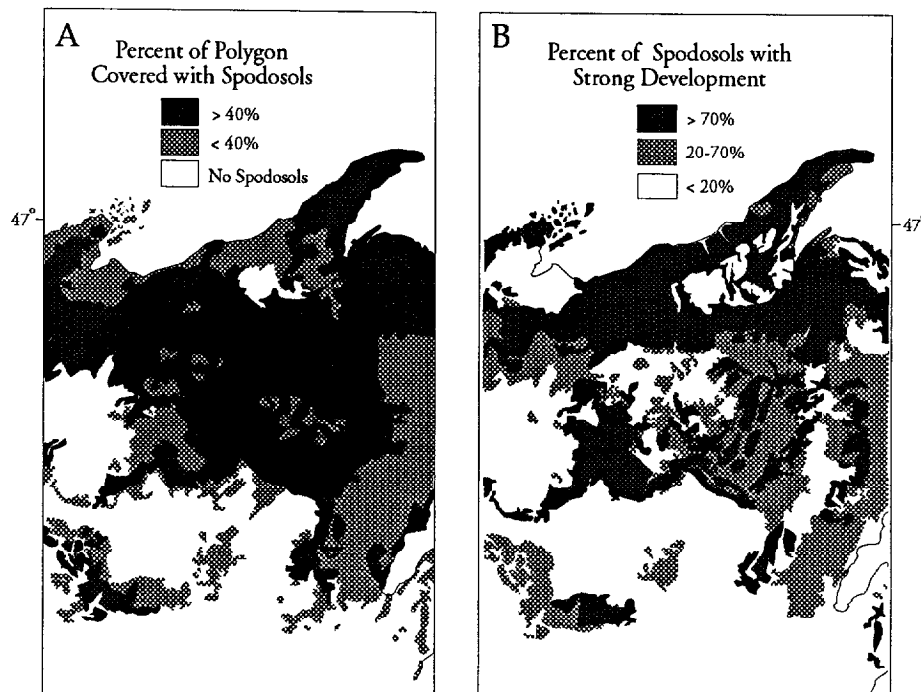 A
Percent of Polygon
Covered with Spodosols
> 40%
< 40%
No Spodosols
47°
B
Percent of Spodosols with
Strong Development
> 70%
20-70%
< 20%
47